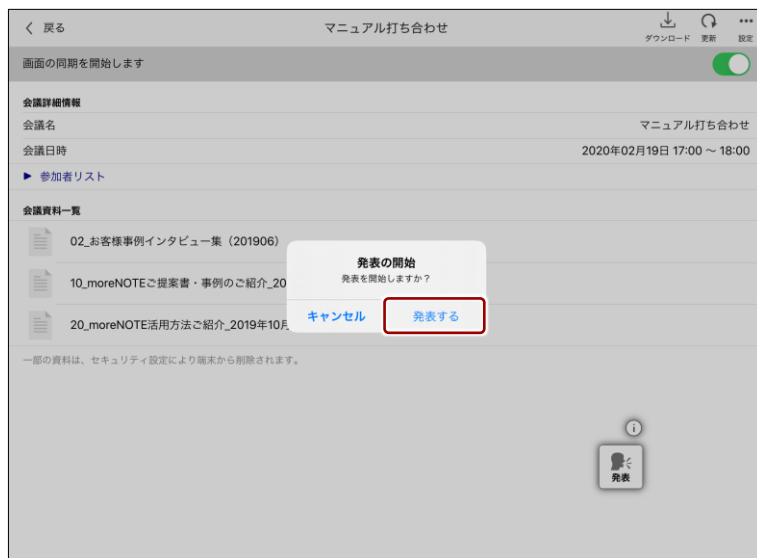 戻る
マニュアル打ち合わせ
ダウンロード 更新 設定
画面の同期を開始します
会議詳細情報
会議名 マニュアル打ち合わせ
会議日時 2020年02月19日 17:00 ~ 18:00
参加者リスト
会議資料一覧
02_お客様事例インタビュー集（201906）
10_moreNOTEご提案書・事例のご紹介_20
20_moreNOTE活用方法ご紹介_2019年10月
一部の資料は、セキュリティ設定により端末から削除されます。
発表の開始
発表を開始しますか？
キャンセル 発表する
発表